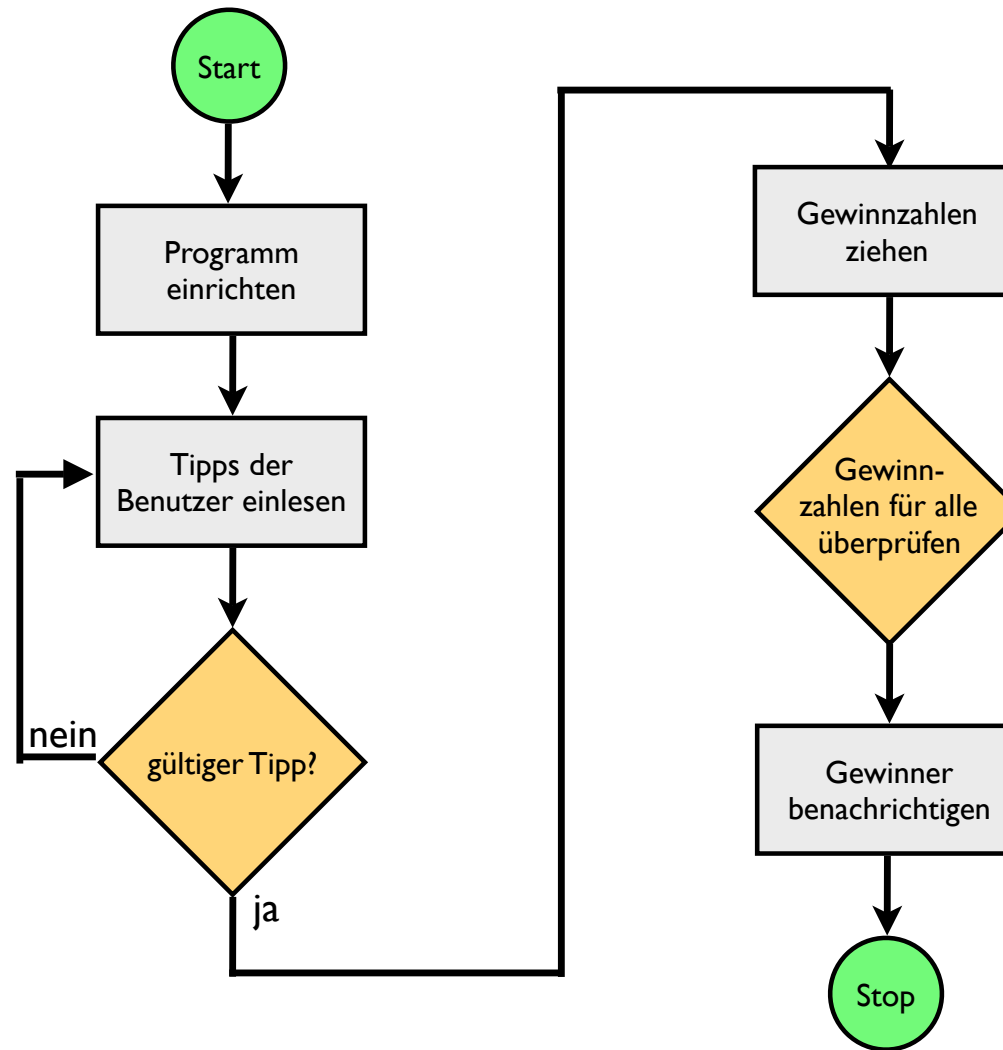 Start
Programm
einrichten
Tipps der
Benutzer einlesen
nein
gültiger Tipp?
ja
Gewinnzahlen
ziehen
Gewinn-
zahlen für alle
überprüfen
Gewinner
benachrichtigen
Stop